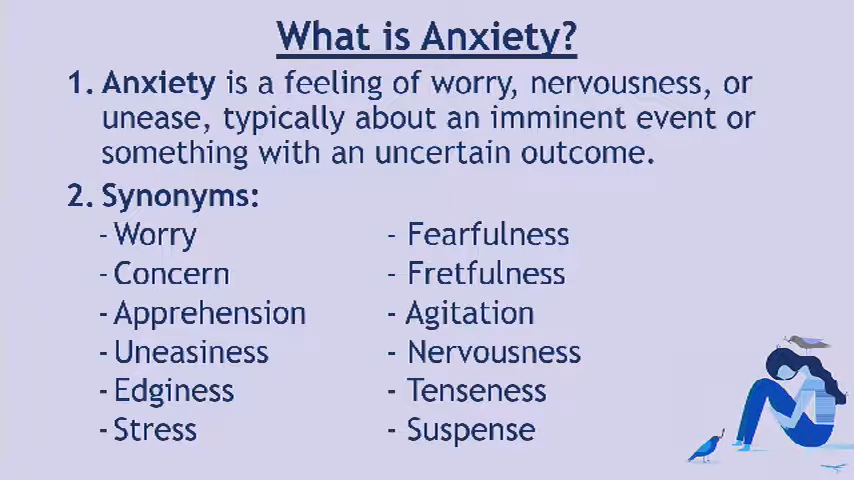 What is Anxiety?
1. Anxiety is a feeling of worry, nervousness, or
unease, typically about an imminent event or
something with an uncertain outcome.
2. Synonyms:
- Worry
- Concern
- Apprehension
- Uneasiness
- Edginess
- Stress
- Fearfulness
- Fretfulness
- Agitation
- Nervousness
- Tenseness
- Suspense